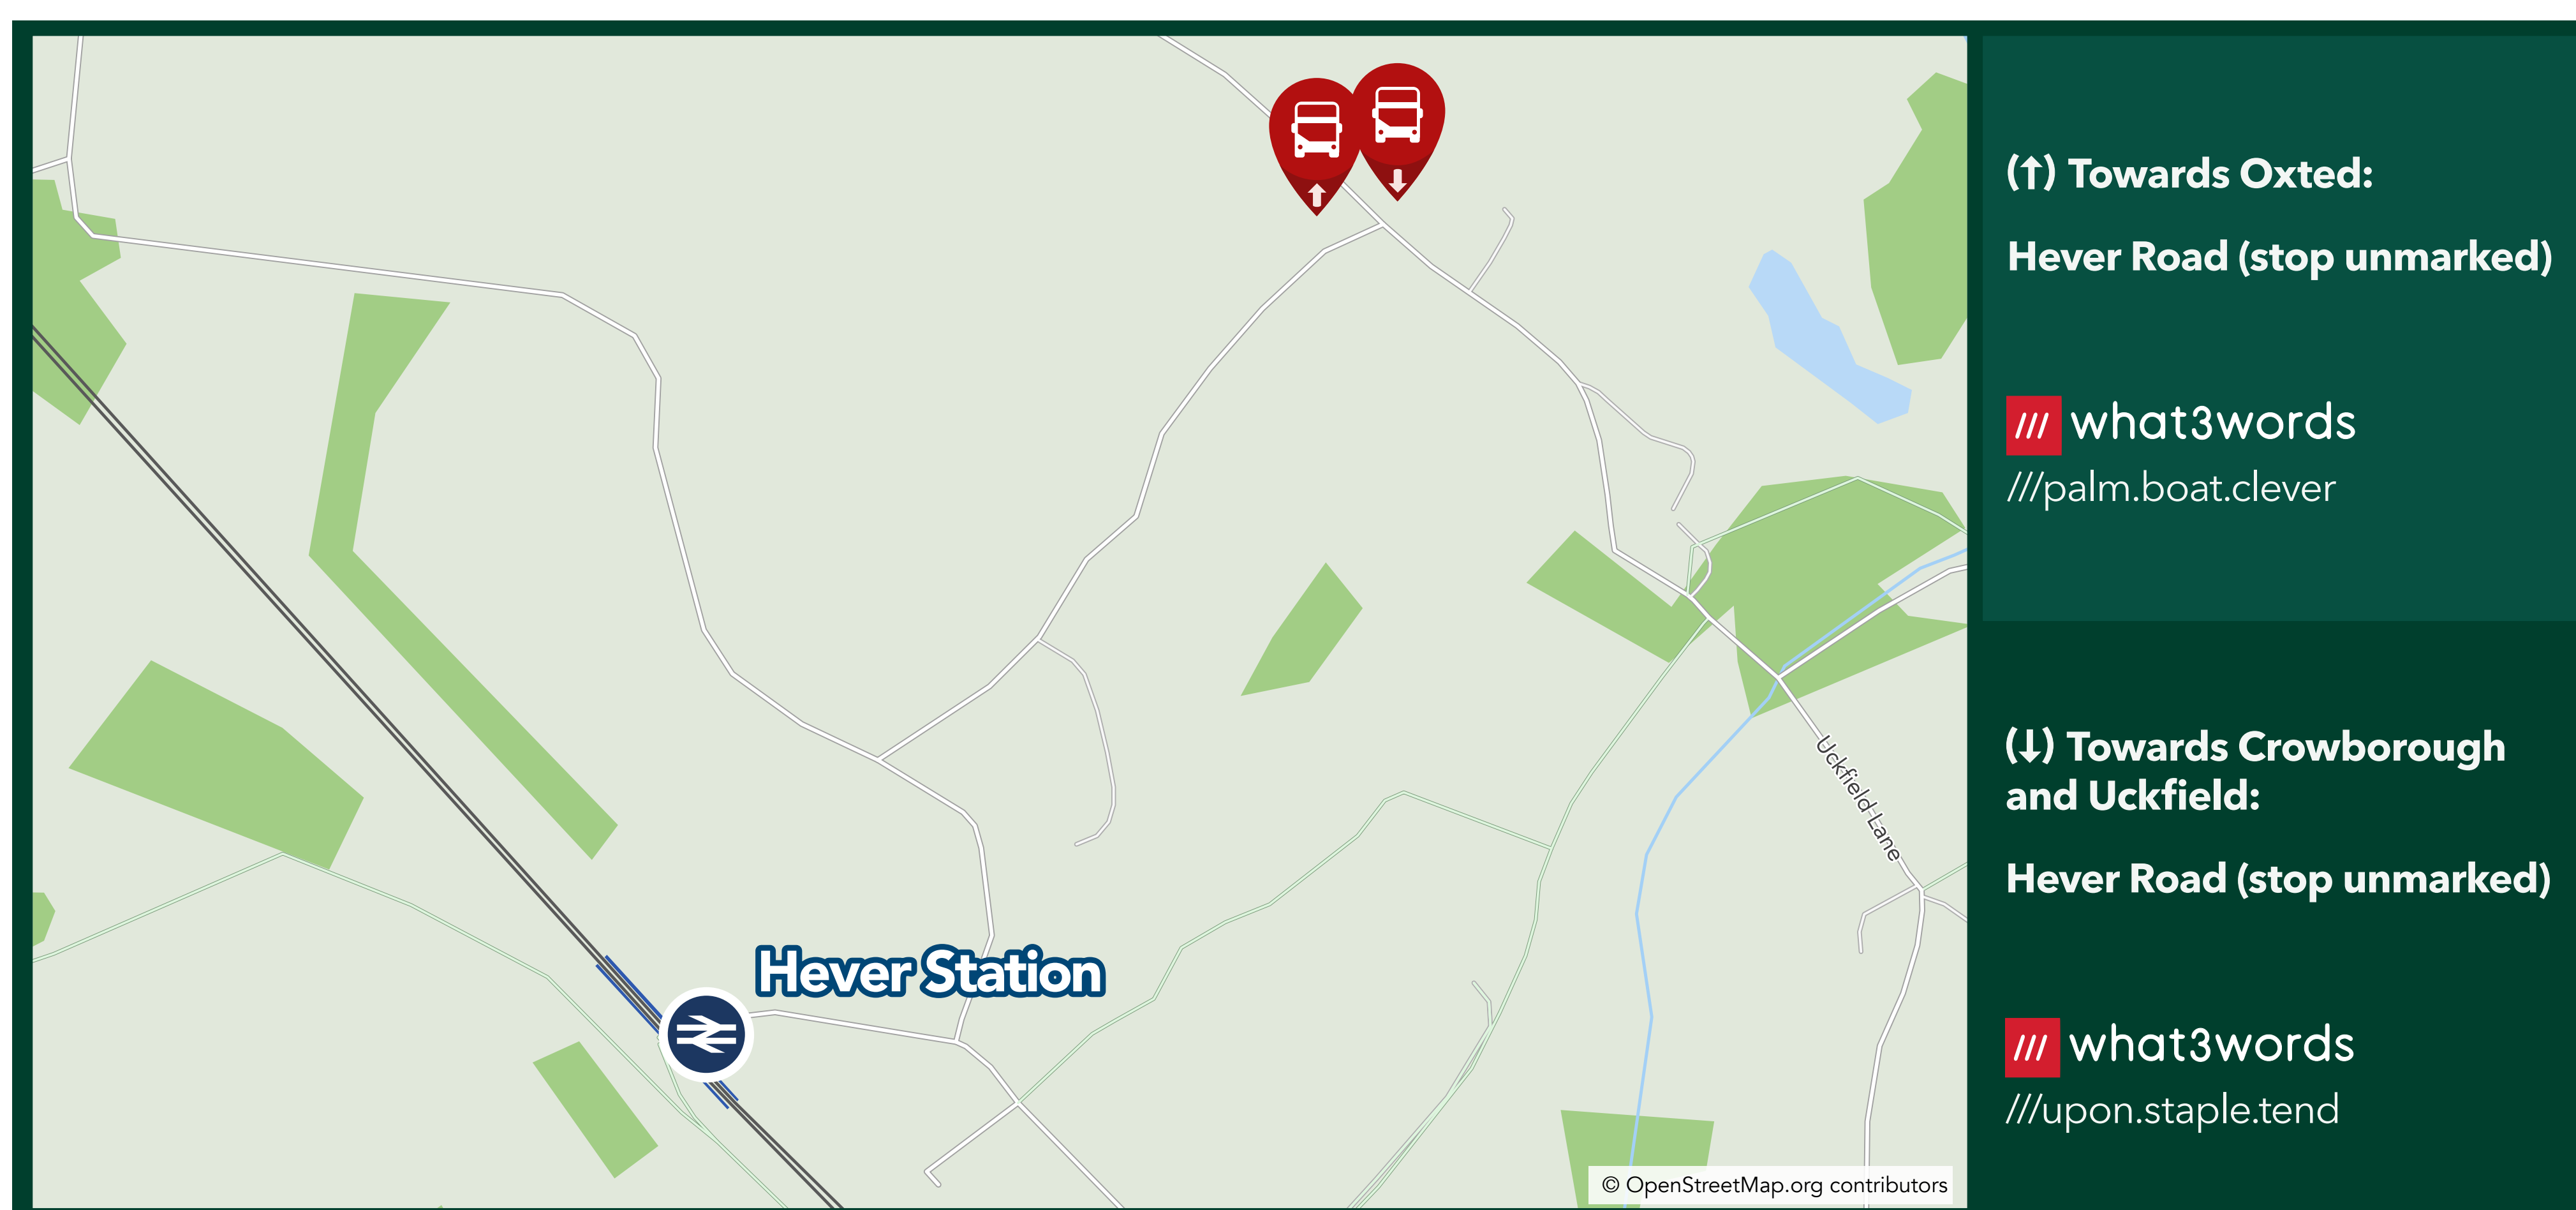 Hever Station
Uckfield Lane
© OpenStreetMap.org contributors
(↑) Towards Oxted:
Hever Road (stop unmarked)
/// what3words
///palm.boat.clever
(↓) Towards Crowborough
and Uckfield:
Hever Road (stop unmarked)
/// what3words
///upon.staple.tend